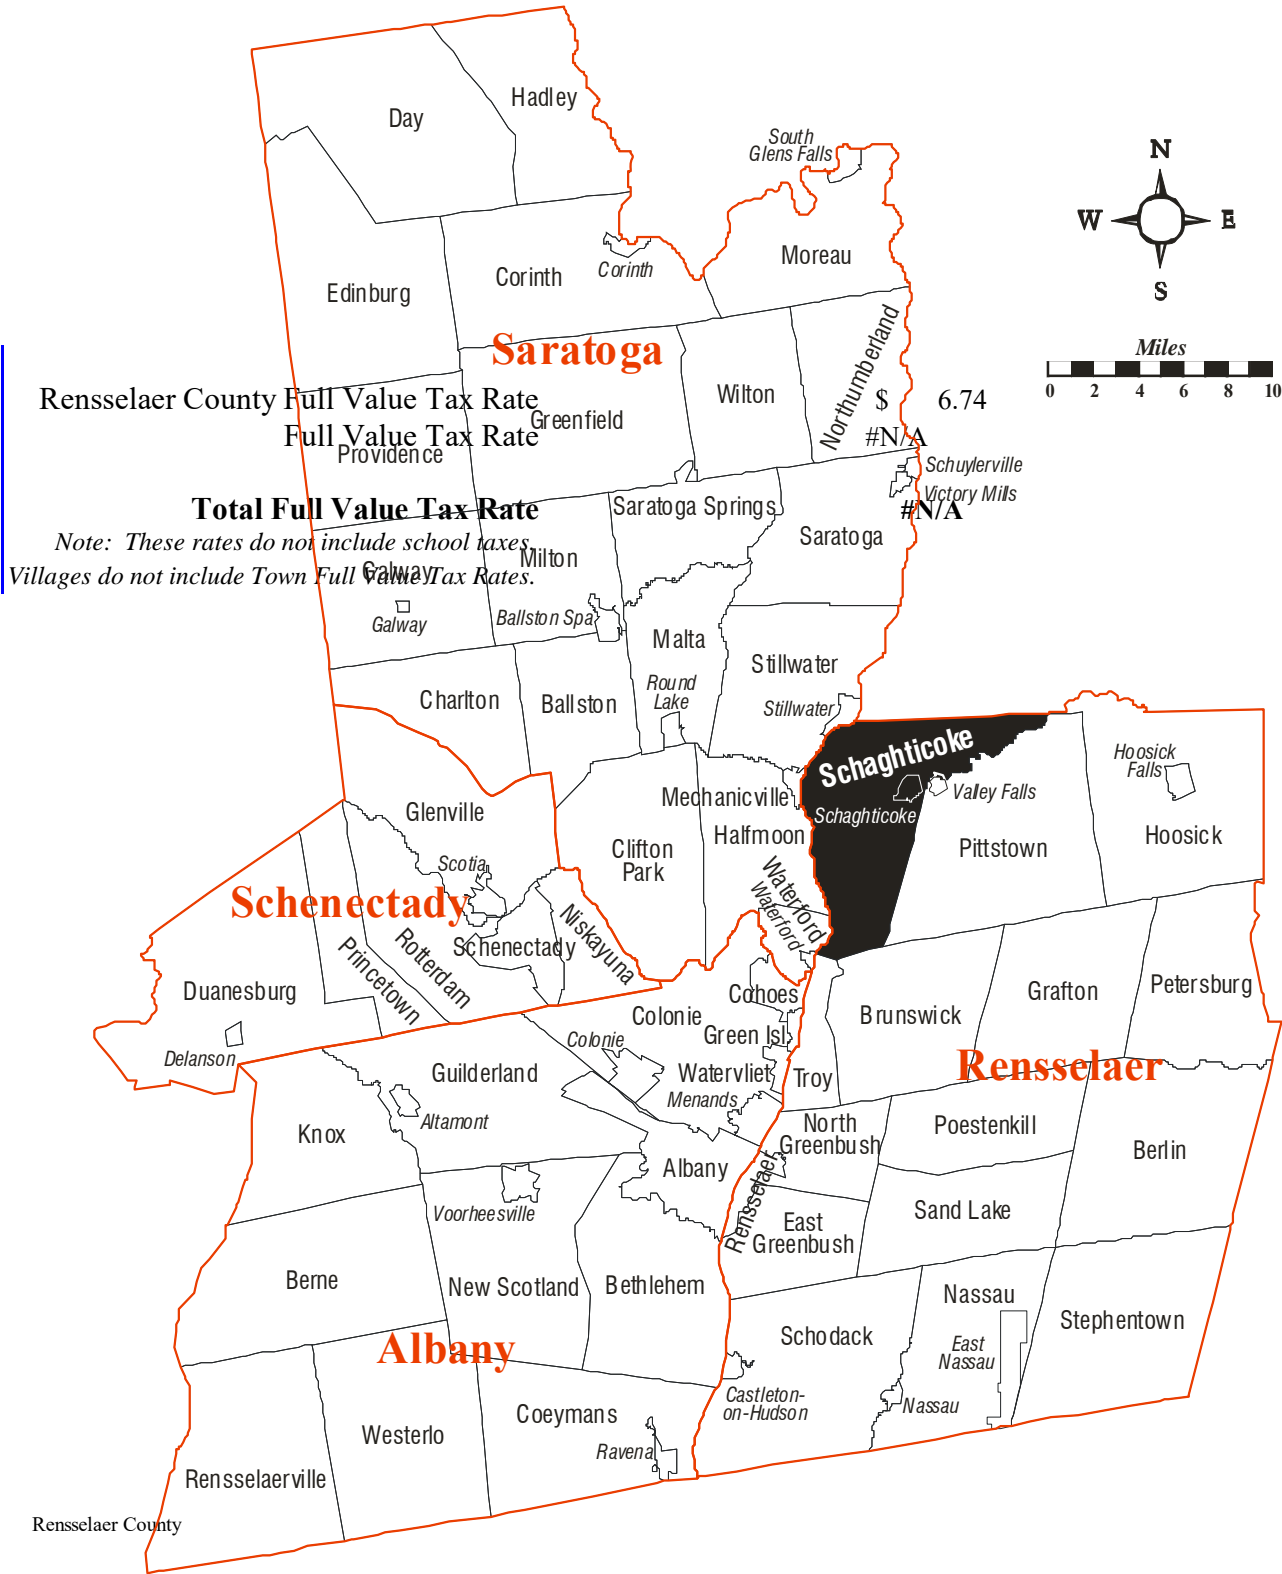 Hadley
Day
South
Glens Falls
N
W
E
S
Moreau
Corinth
Corinth
Edinburg
Northumberland
Saratoga
Miles
0 2 4 6 8 10
Wilton
Rensselaer County Full Value Tax Rate $ 6.74
Greenfield
Full Value Tax Rate #N/A
Providence
Schuylerville
Victory Mills
Saratoga Springs
Total Full Value Tax Rate #N/A
Saratoga
Note: These rates do not include school taxes.
Milton
Galway
Villages do not include Town Full Value Tax Rates.
Galway
Ballston Spa
Malta
Stillwater
Round
Lake
Charlton
Ballston
Stillwater
Schaghticoke
Hoosick
Falls
Valley Falls
Mechanicville
Glenville
Schaghticoke
Halfmoon
Hoosick
Clifton
Park
Pittstown
Scotia
Waterford
Waterford
Schenectady
Niskayuna
Schenectady
Rotterdam
Princetown
Duanesburg
Cohoes
Grafton
Petersburg
Colonie
Brunswick
Green Isl
Colonie
Delanson
Rensselaer
Guilderland
Watervliet
Troy
Menands
Altamont
North
Greenbush
Poestenkill
Knox
Berlin
Albany
Rensselaer
Voorheesville
Sand Lake
East
Greenbush
Berne
New Scotland
Bethlehem
Nassau
Stephentown
Schodack
Albany
East
Nassau
Castleton-
on-Hudson
Nassau
Coeymans
Westerlo
Ravena
Rensselaerville
Rensselaer County